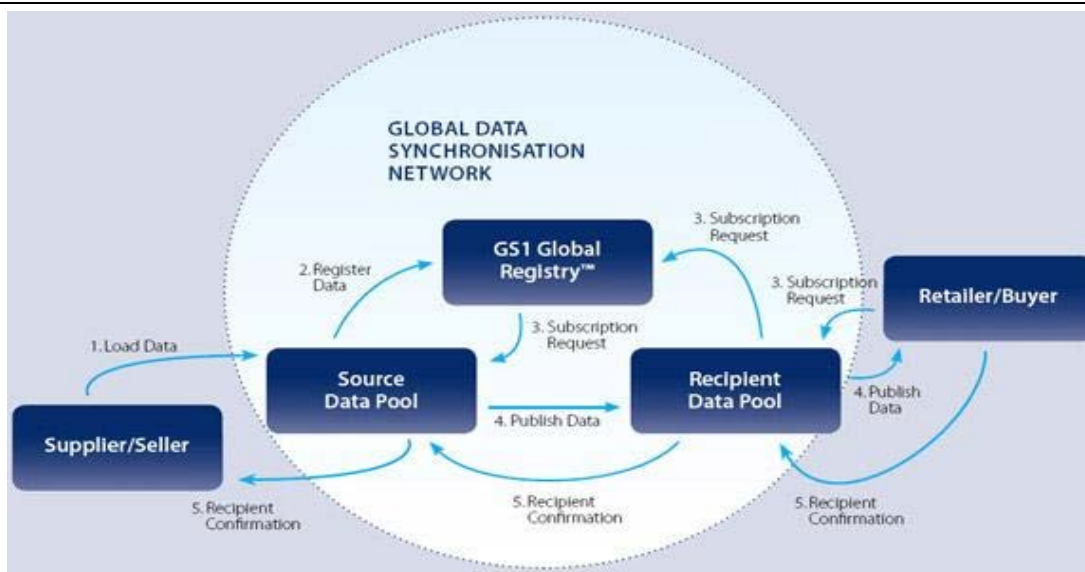 GLOBAL DATA
SYNCHRONISATION
NETWORK
3. Subscription
Request
GS1 Global
Registry™
2. Register
Data
3. Subscription
Request
Retailer/Buyer
3. Subscription
Request
1. Load Data
Source
Data Pool
Recipient
Data Pool
4. Publish Data
4. Publish
Data
Supplier/Seller
5. Recipient
Confirmation
5. Recipient
Confirmation
5. Recipient
Confirmation